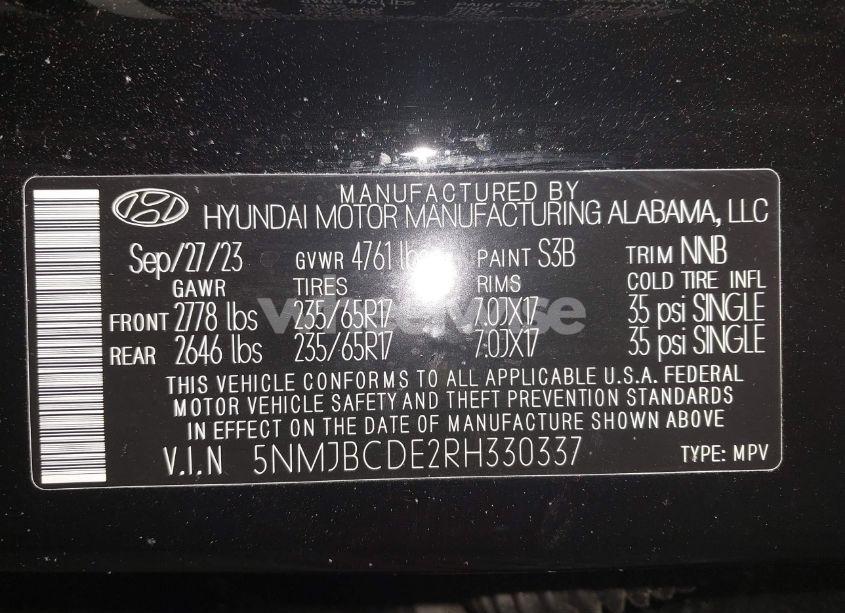 MANUFACTURED BY
HYUNDAI MOTOR MANUFACTURING ALABAMA, LLC
Sep/27/23 GVWR 4761 lbs PAINT S3B TRIM NNB
GAWR TIRES RIMS COLD TIRE INFL
FRONT 2778 lbs 235/65R17 7.0JX17 35 psi SINGLE
REAR 2646 lbs 235/65R17 7.0JX17 35 psi SINGLE
THIS VEHICLE CONFORMS TO ALL APPLICABLE U.S.A. FEDERAL
MOTOR VEHICLE SAFETY AND THEFT PREVENTION STANDARDS
IN EFFECT ON THE DATE OF MANUFACTURE SHOWN ABOVE
V.I.N 5NMJBCDE2RH330337 TYPE: MPV